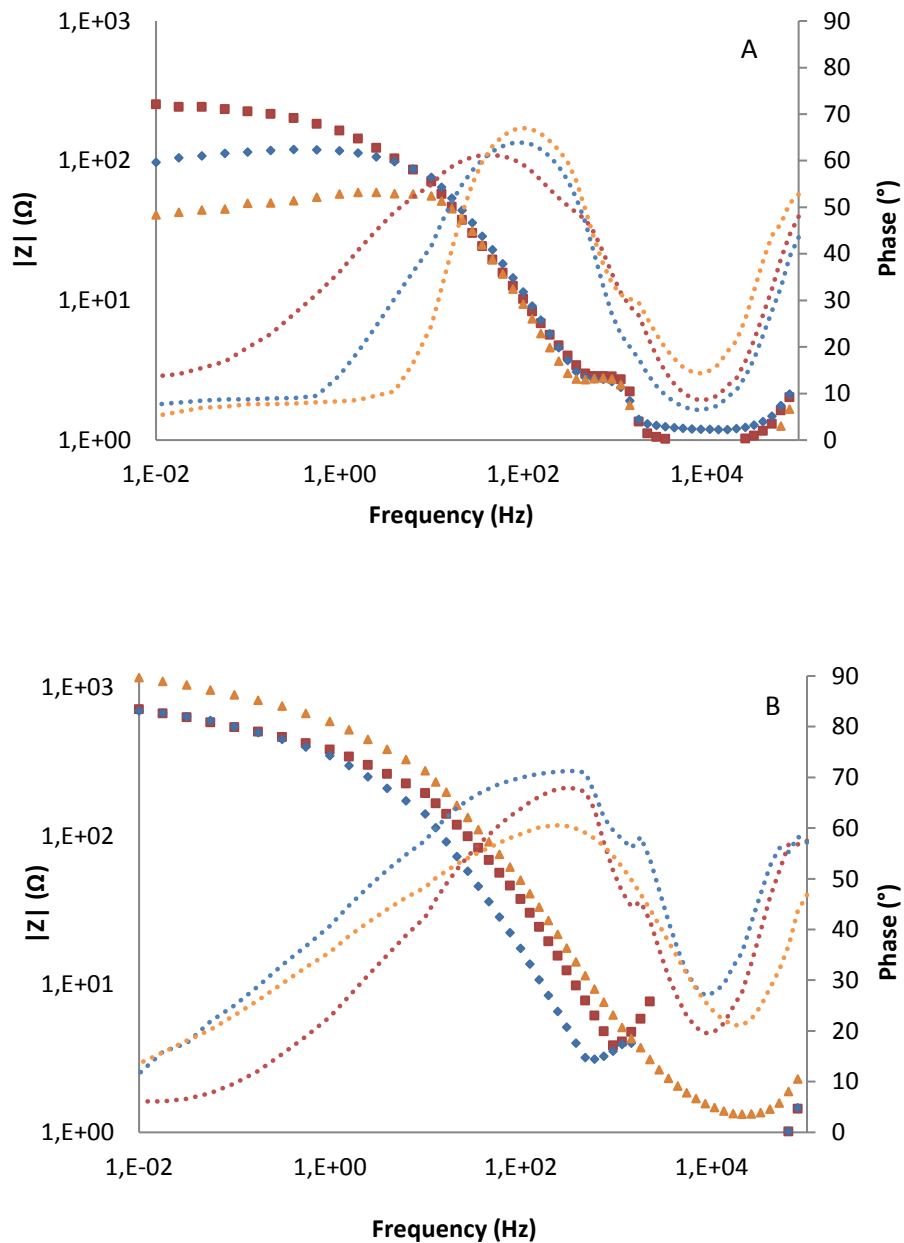 A
1,E+03
1,E+02
1,E+01
1,E+00
|Z| (Ω)
90
80
70
60
50
40
30
20
10
0
Phase (°)
1,E-02
1,E+00
1,E+02
1,E+04
Frequency (Hz)
B
1,E+03
1,E+02
1,E+01
1,E+00
|Z| (Ω)
90
80
70
60
50
40
30
20
10
0
Phase (°)
1,E-02
1,E+00
1,E+02
1,E+04
Frequency (Hz)